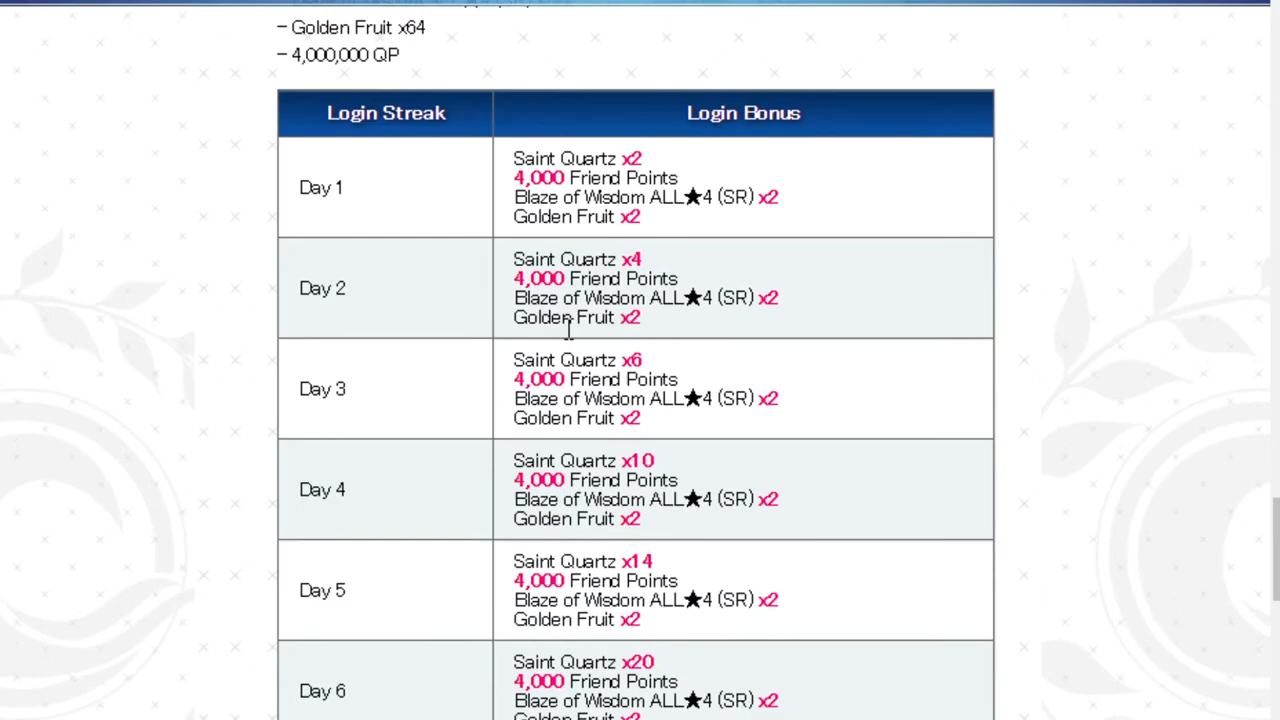 – Golden Fruit x64
– 4,000,000 QP
Login Streak
Login Bonus
Day 1
Saint Quartz x2
4,000 Friend Points
Blaze of Wisdom ALL★4 (SR) x2
Golden Fruit x2
Day 2
Saint Quartz x4
4,000 Friend Points
Blaze of Wisdom ALL★4 (SR) x2
Golden Fruit x2
Day 3
Saint Quartz x6
4,000 Friend Points
Blaze of Wisdom ALL★4 (SR) x2
Golden Fruit x2
Day 4
Saint Quartz x10
4,000 Friend Points
Blaze of Wisdom ALL★4 (SR) x2
Golden Fruit x2
Day 5
Saint Quartz x14
4,000 Friend Points
Blaze of Wisdom ALL★4 (SR) x2
Golden Fruit x2
Day 6
Saint Quartz x20
4,000 Friend Points
Blaze of Wisdom ALL★4 (SR) x2
Golden Fruit x2